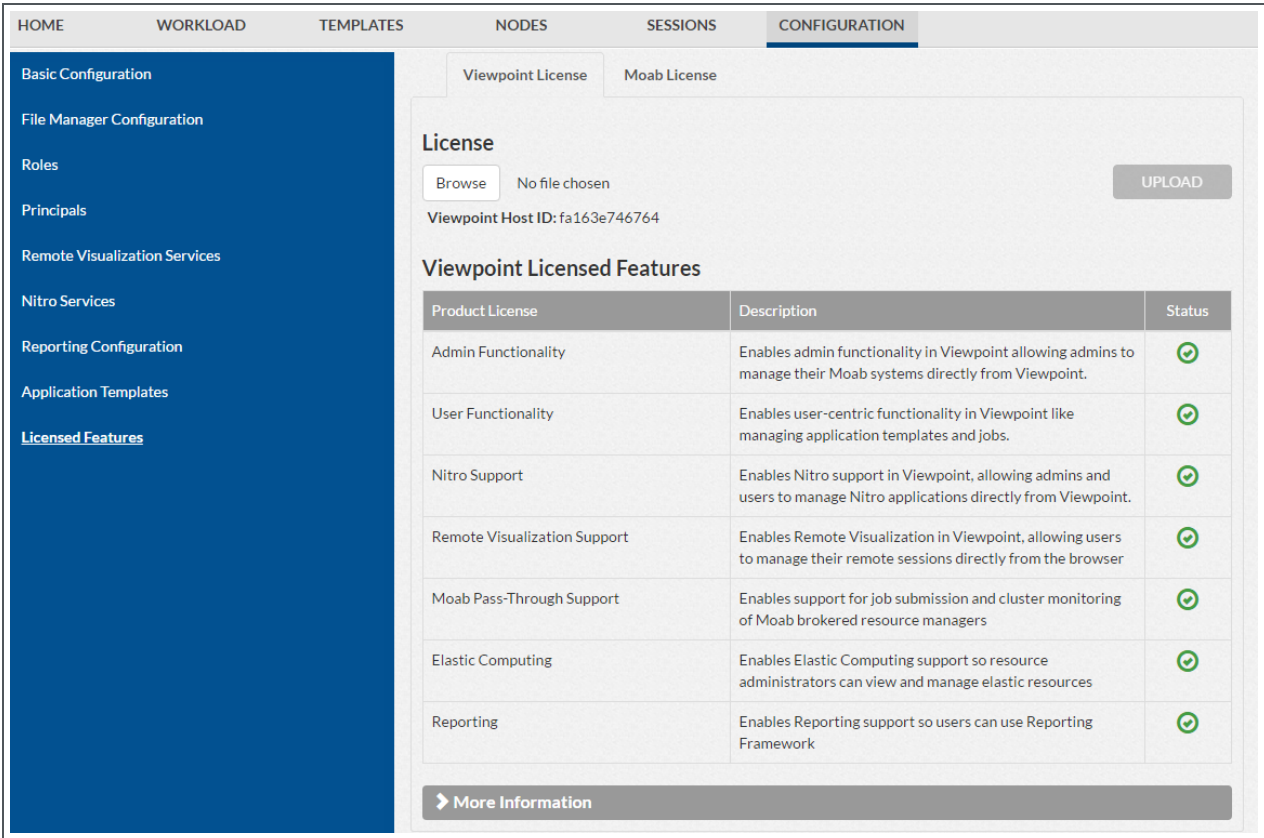 HOME WORKLOAD TEMPLATES NODES SESSIONS CONFIGURATION
Basic Configuration
File Manager Configuration
Roles
Principals
Remote Visualization Services
Nitro Services
Reporting Configuration
Application Templates
Licensed Features
Viewpoint License Moab License
License
Browse No file chosen UPLOAD
Viewpoint Host ID: fa163e746764
Viewpoint Licensed Features
Product License Description Status
Admin Functionality Enables admin functionality in Viewpoint allowing admins to
manage their Moab systems directly from Viewpoint.
User Functionality Enables user-centric functionality in Viewpoint like
managing application templates and jobs.
Nitro Support Enables Nitro support in Viewpoint, allowing admins and
users to manage Nitro applications directly from Viewpoint.
Remote Visualization Support Enables Remote Visualization in Viewpoint, allowing users
to manage their remote sessions directly from the browser
Moab Pass-Through Support Enables support for job submission and cluster monitoring
of Moab brokered resource managers
Elastic Computing Enables Elastic Computing support so resource
administrators can view and manage elastic resources
Reporting Enables Reporting support so users can use Reporting
Framework
More Information